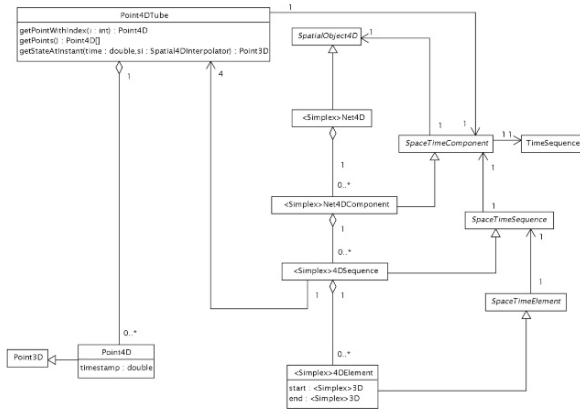 Point4DTube
getPointWithIndex(i : int) : Point4D
getPoints() : Point4D[]
getStateAtInstant(time : double,si : Spatial4DInterpolator) : Point3D
1
1
4
SpatialObject4D
1
<Simplex>Net4D
1
1
1
1 1
SpaceTimeComponent
TimeSequence
1
0..*
<Simplex>Net4DComponent
1
1
SpaceTimeSequence
1
0..*
<Simplex>4DSequence
1
1
1
SpaceTimeElement
0..*
0..*
Point3D
Point4D
timestamp : double
<Simplex>4DElement
start : <Simplex>3D
end : <Simplex>3D